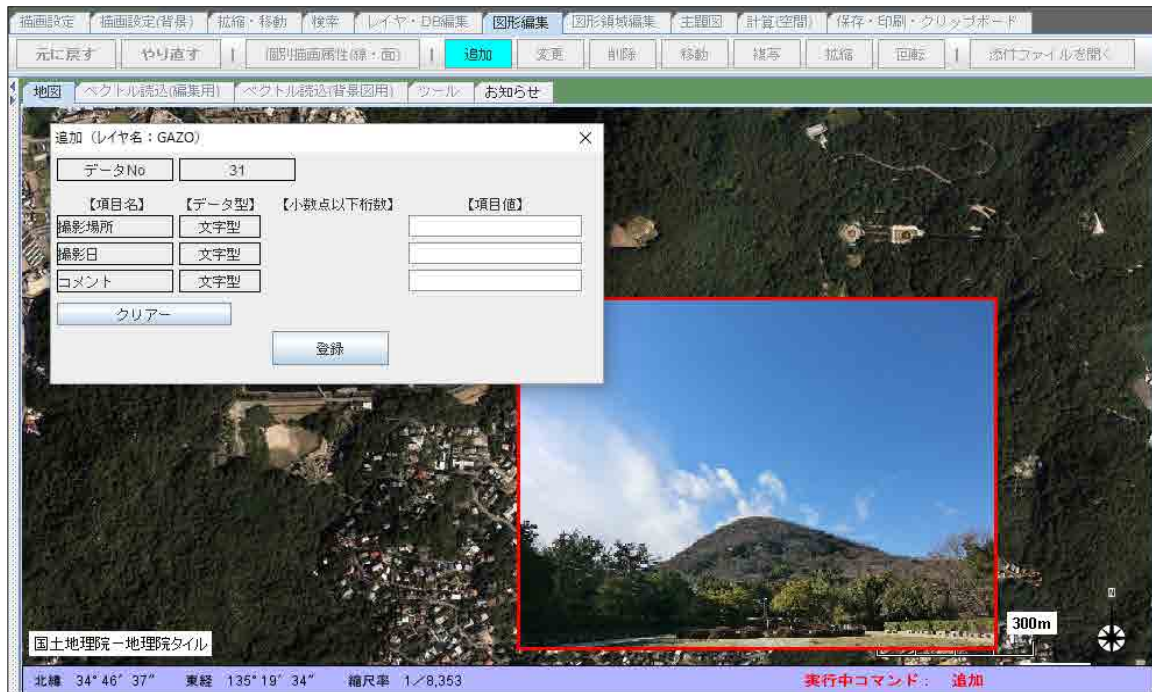 描画設定 描画設定(背景) 拡縮・移動 検索 レイヤ・DB編集 図形編集 図形領域編集 主題図 計算(空間) 保存・印刷・クリップボード
元に戻す やり直す | 個別描画属性(線・面) | 追加 変更 削除 移動 複写 拡縮 回転 | 添付ファイルを開く
地図 ベクトル読込(編集用) ベクトル読込(背景図用) ツール お知らせ
追加（レイヤ名：GAZO）
データNo 31
【項目名】 【データ型】 【小数点以下桁数】 【項目値】
撮影場所 文字型
撮影日 文字型
コメント 文字型
クリアー
登録
N
300m
国土地理院－地理院タイル
北緯 34°46′37″ 東経 135°19′34″ 縮尺率 1／8,353 実行中コマンド： 追加